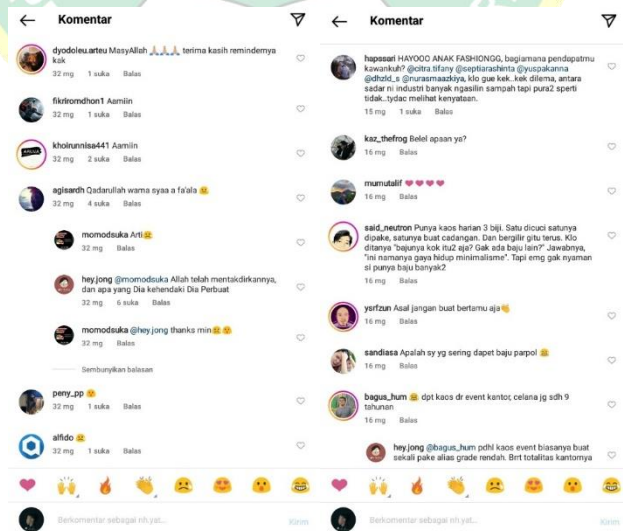 Komentar
dyodoleu.arteu MasyAllah 🙏🙏🙏 terima kasih remindernya
kak
32 mg 1 suka Balas
fikriromdhon1 Aamiin
32 mg 1 suka Balas
khoirunnisa441 Aamiin
32 mg 2 suka Balas
agisardh Qadarullah wama syaa a fa'ala
32 mg 4 suka Balas
momodsuka Arti
32 mg Balas
hey.jong @momodsuka Allah telah mentakdirkannya,
dan apa yang Dia kehendaki Dia Perbuat
32 mg 6 suka Balas
momodsuka @hey.jong thanks min
32 mg Balas
Sembunyikan balasan
peny_pp
32 mg 1 suka Balas
alfido
32 mg 1 suka Balas
Berkomentar sebagai nh.yat..
Kirim
Komentar
hapssari HAYOOO ANAK FASHIONGG, bagiamana pendapatmu
kawankuh? @citra.tifany @septiarashinta @yuspakanna
@dhzld_s @nurasmaazkiya, klo gue kek..kek dilema, antara
sadar ni industri banyak ngasilin sampah tapi pura2 sperti
tidak..tydac melihat kenyataan.
15 mg 1 suka Balas
kaz_thefrog Belel apaan ya?
16 mg Balas
mumutalif
16 mg Balas
said_neutron Punya kaos harian 3 biji. Satu dicuci satunya
dipake, satunya buat cadangan. Dan bergilir gitu terus. Klo
ditanya "bajunya kok itu2 aja? Gak ada baju lain?" Jawabnya,
"ini namanya gaya hidup minimalisme". Tapi emg gak nyaman
si punya baju banyak2
16 mg Balas
ysrfzun Asal jangan buat bertamu aja
16 mg Balas
sandiasa Apalah sy yg sering dapet baju parpol
16 mg Balas
bagus_hum dpt kaos dr event kantor, celana jg sdh 9
tahunan
16 mg Balas
hey.jong @bagus_hum pdhl kaos event biasanya buat
sekali pake alias grade rendah. Brrt totalitas kantornya
Berkomentar sebagai nh.yat..
Kirim